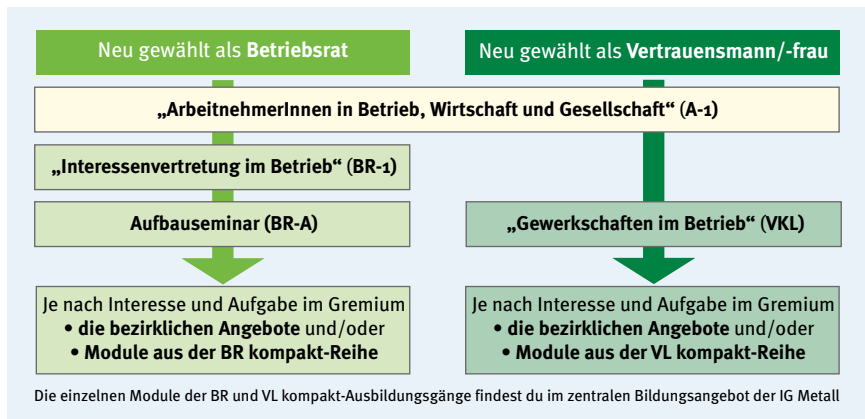 Neu gewählt als Betriebsrat
Neu gewählt als Vertrauensmann/-frau
„ArbeitnehmerInnen in Betrieb, Wirtschaft und Gesellschaft“ (A-1)
„Interessenvertretung im Betrieb“ (BR-1)
Aufbauseminar (BR-A)
„Gewerkschaften im Betrieb“ (VKL)
Je nach Interesse und Aufgabe im Gremium
• die bezirklichen Angebote und/oder
• Module aus der BR kompakt-Reihe
Je nach Interesse und Aufgabe im Gremium
• die bezirklichen Angebote und/oder
• Module aus der VL kompakt-Reihe
Die einzelnen Module der BR und VL kompakt-Ausbildungsgänge findest du im zentralen Bildungsangebot der IG Metall